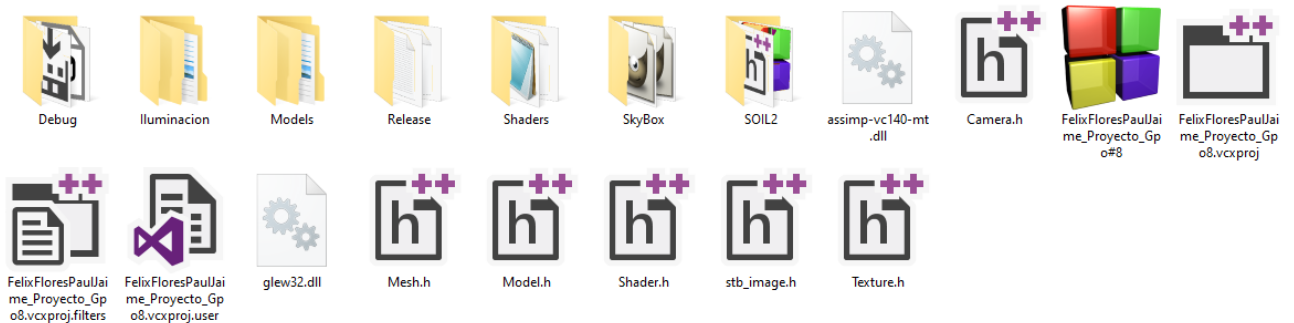 Debug
Iluminacion
Models
Release
Shaders
SkyBox
SOIL2
assimp-vc140-mt
.dll
Camera.h
FelixFloresPaulJai
me_Proyecto_Gp
o#8
FelixFloresPaulJai
me_Proyecto_Gp
o8.vcxproj
FelixFloresPaulJai
me_Proyecto_Gp
o8.vcxproj.filters
FelixFloresPaulJai
me_Proyecto_Gp
o8.vcxproj.user
glew32.dll
Mesh.h
Model.h
Shader.h
stb_image.h
Texture.h